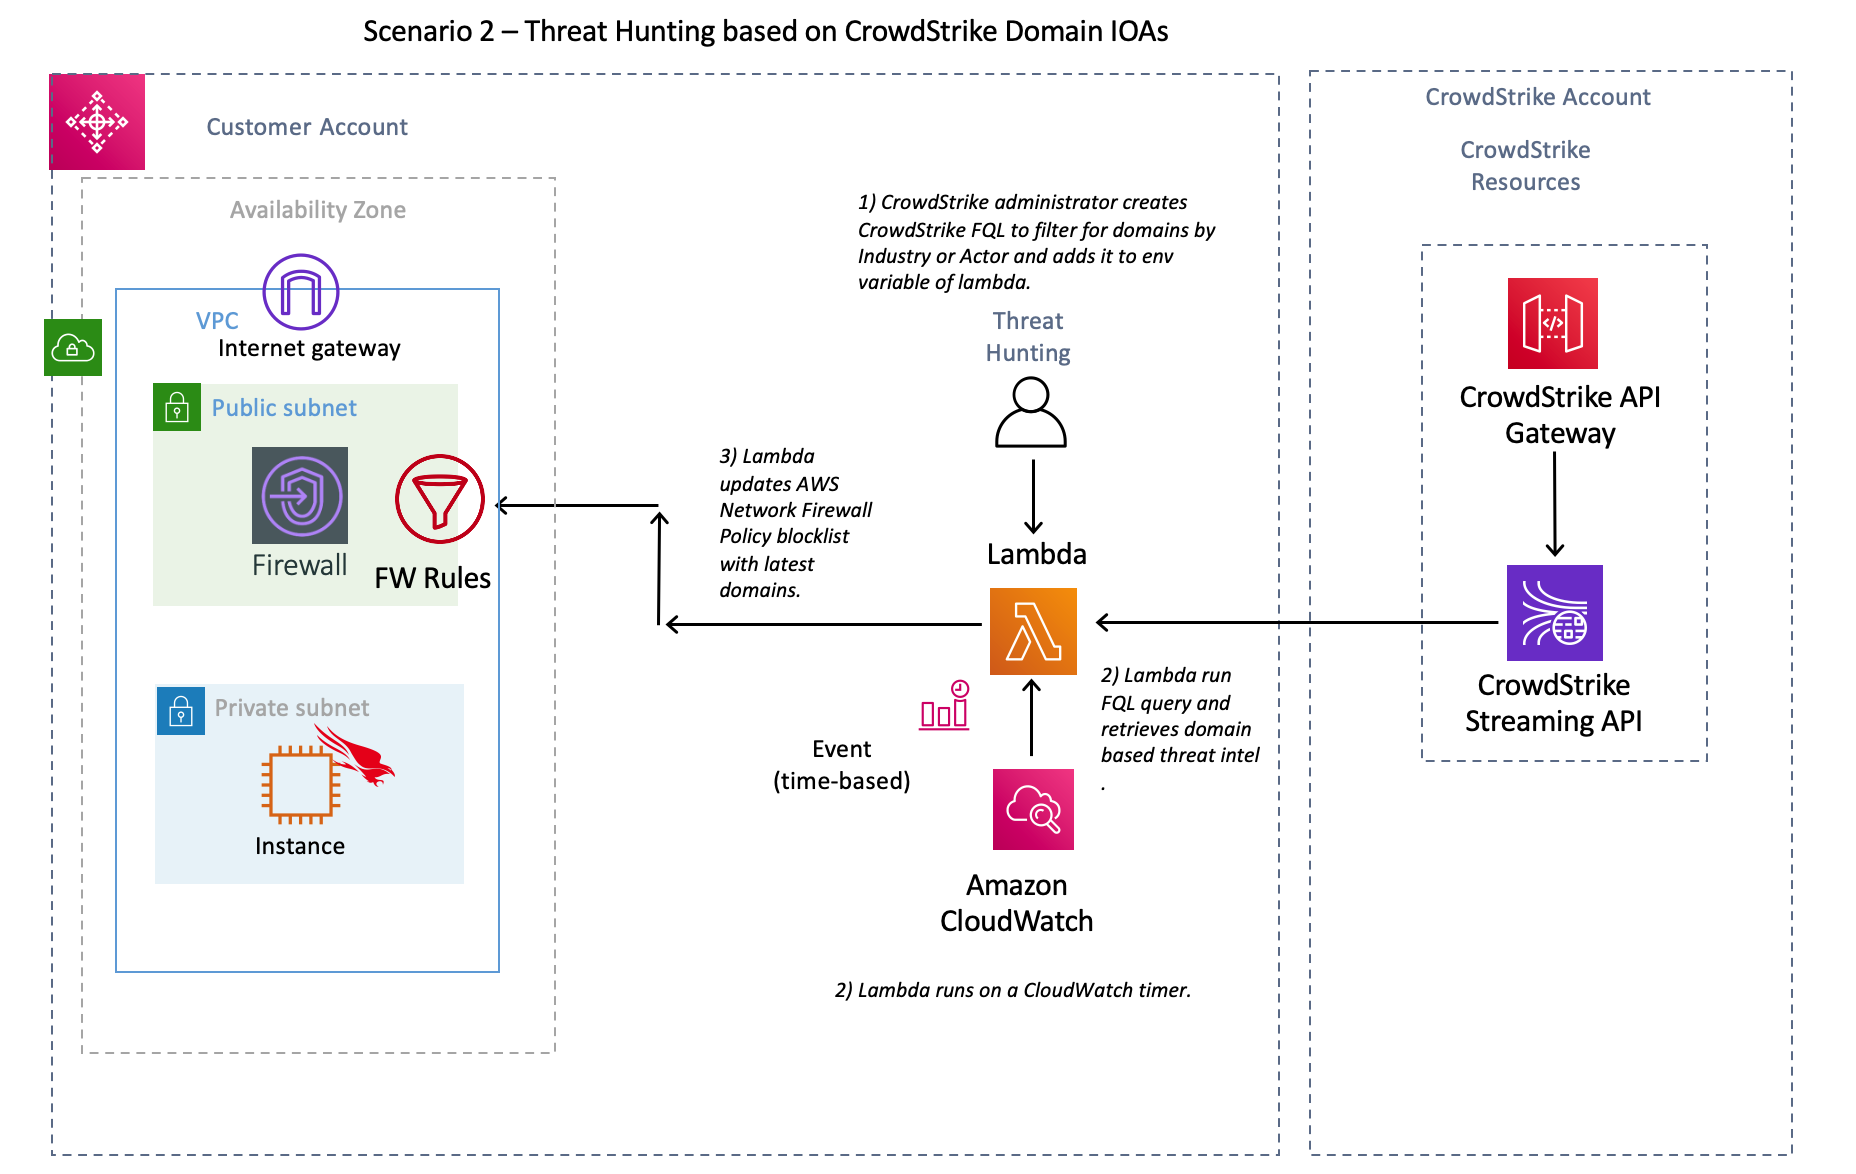 Scenario 2 – Threat Hunting based on CrowdStrike Domain IOAs
Customer Account
Availability Zone
VPC
Internet gateway
Public subnet
Firewall
FW Rules
Private subnet
Instance
3) Lambda
updates AWS
Network Firewall
Policy blocklist
with latest
domains.
1) CrowdStrike administrator creates
CrowdStrike FQL to filter for domains by
Industry or Actor and adds it to env
variable of lambda.
Threat
Hunting
Lambda
2) Lambda run
FQL query and
retrieves domain
based threat intel
.
Event
(time-based)
Amazon
CloudWatch
2) Lambda runs on a CloudWatch timer.
CrowdStrike Account
CrowdStrike
Resources
CrowdStrike API
Gateway
CrowdStrike
Streaming API